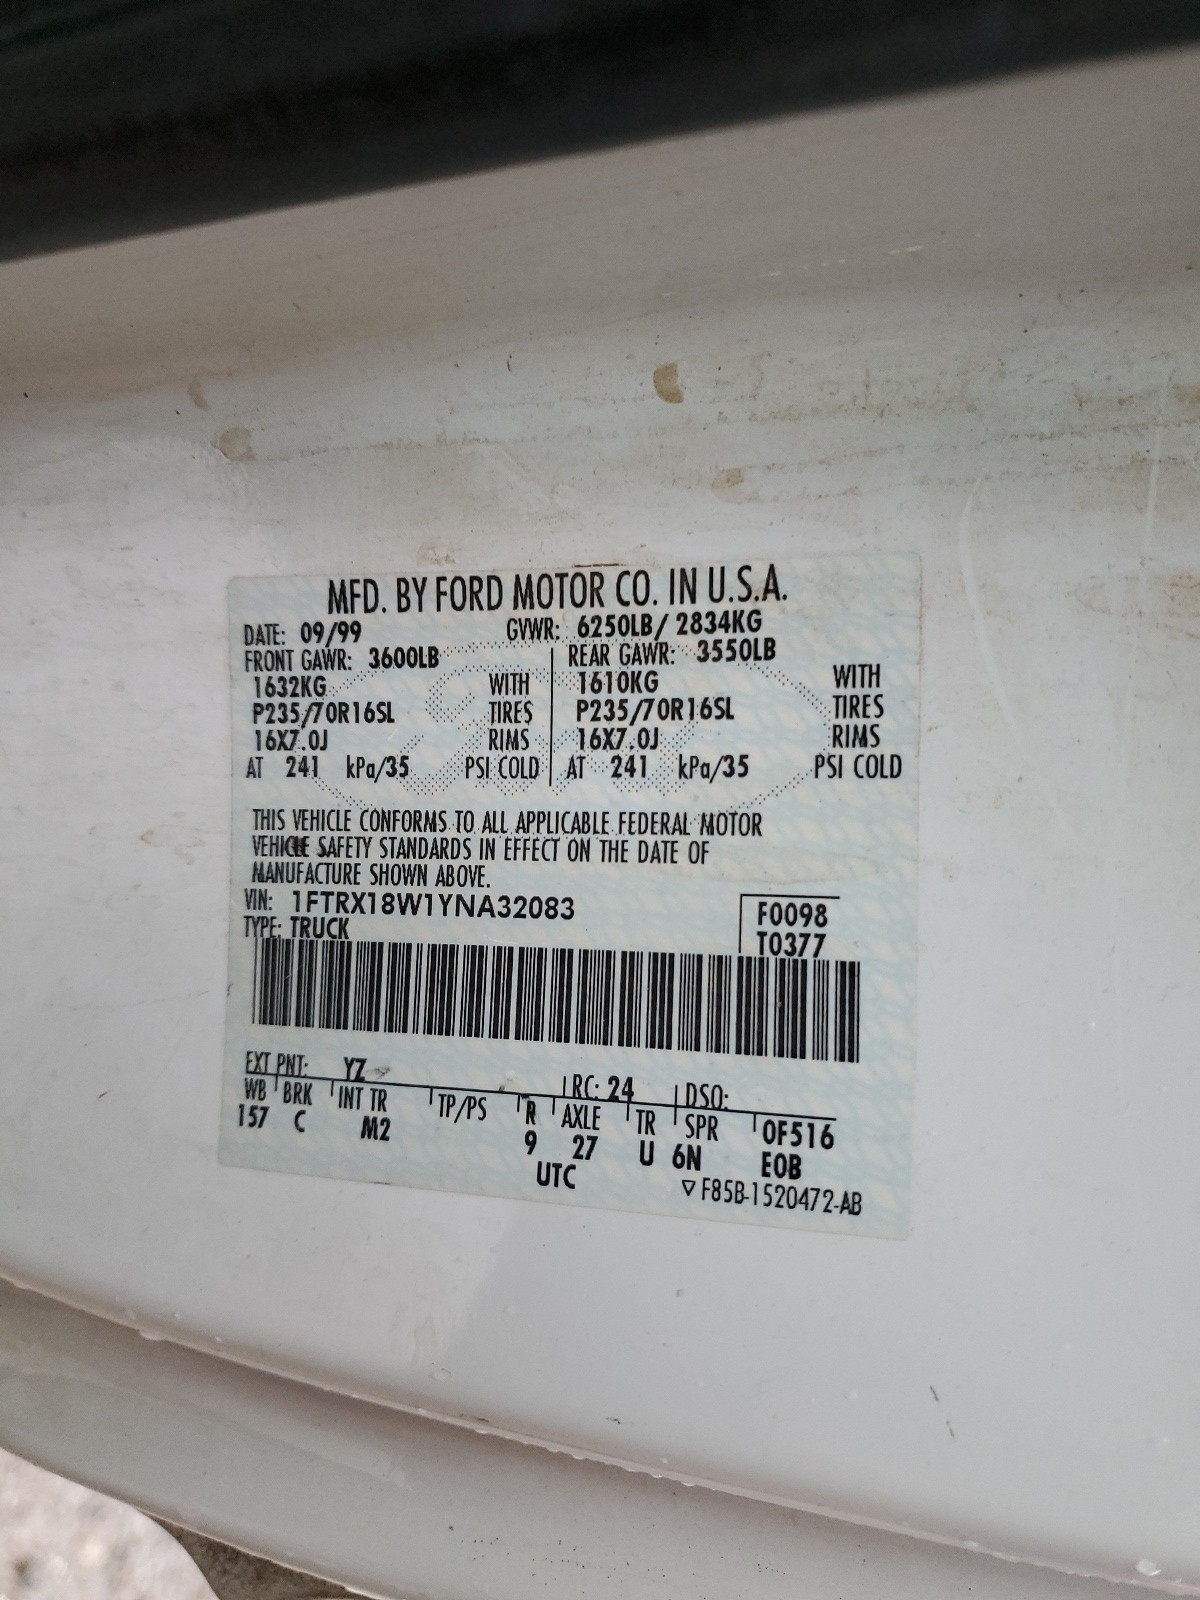 MFD. BY FORD MOTOR CO. IN U.S.A.
DATE: 09/99 GVWR: 6250LB/ 2834KG
FRONT GAWR: 3600LB REAR GAWR: 3550LB
1632KG WITH 1610KG WITH
P235/70R16SL TIRES P235/70R16SL TIRES
16X7.0J RIMS 16X7.0J RIMS
AT 241 kPa/35 PSI COLD AT 241 kPa/35 PSI COLD
THIS VEHICLE CONFORMS TO ALL APPLICABLE FEDERAL MOTOR
VEHICLE SAFETY STANDARDS IN EFFECT ON THE DATE OF
MANUFACTURE SHOWN ABOVE.
VIN: 1FTRX18W1YNA32083 F0098
TYPE: TRUCK T0377
EXT PNT: YZ RC: 24 DSO:
WB BRK INT TR TP/PS R AXLE TR SPR 0F516
157 C M2 9 27 U 6N E0B
UTC
▽ F85B-1520472-AB